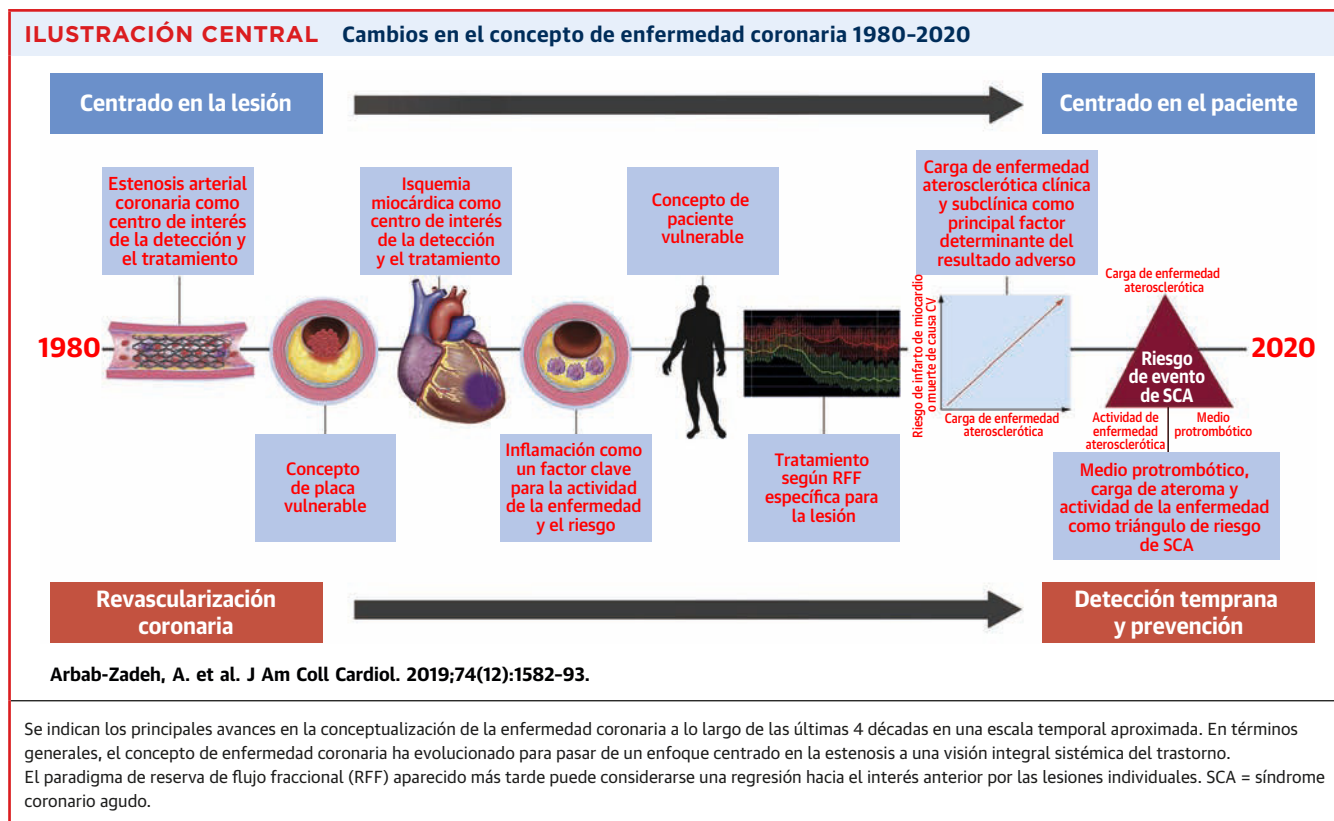 ILUSTRACIÓN CENTRAL Cambios en el concepto de enfermedad coronaria 1980-2020
Centrado en la lesión
Centrado en el paciente
Estenosis arterial
coronaria como
centro de interés
de la detección y
el tratamiento
Isquemia
miocárdica como
centro de interés
de la detección
y el tratamiento
Concepto de
paciente
vulnerable
Carga de enfermedad
aterosclerótica clínica
y subclínica como
principal factor
determinante del
resultado adverso
1980
2020
Riesgo de infarto de miocardio
o muerte de causa CV
Carga de enfermedad
aterosclerótica
Carga de enfermedad
aterosclerótica
Riesgo
de evento
de SCA
Actividad de
enfermedad
aterosclerótica
Medio
protrombótico
Concepto
de placa
vulnerable
Inflamación como
un factor clave
para la actividad
de la enfermedad
y el riesgo
Tratamiento
según RFF
específica para
la lesión
Medio protrombótico,
carga de ateroma y
actividad de la enfermedad
como triángulo de riesgo
de SCA
Revascularización
coronaria
Detección temprana
y prevención
Arbab-Zadeh, A. et al. J Am Coll Cardiol. 2019;74(12):1582-93.
Se indican los principales avances en la conceptualización de la enfermedad coronaria a lo largo de las últimas 4 décadas en una escala temporal aproximada. En términos
generales, el concepto de enfermedad coronaria ha evolucionado para pasar de un enfoque centrado en la estenosis a una visión integral sistémica del trastorno.
El paradigma de reserva de flujo fraccional (RFF) aparecido más tarde puede considerarse una regresión hacia el interés anterior por las lesiones individuales. SCA = síndrome
coronario agudo.